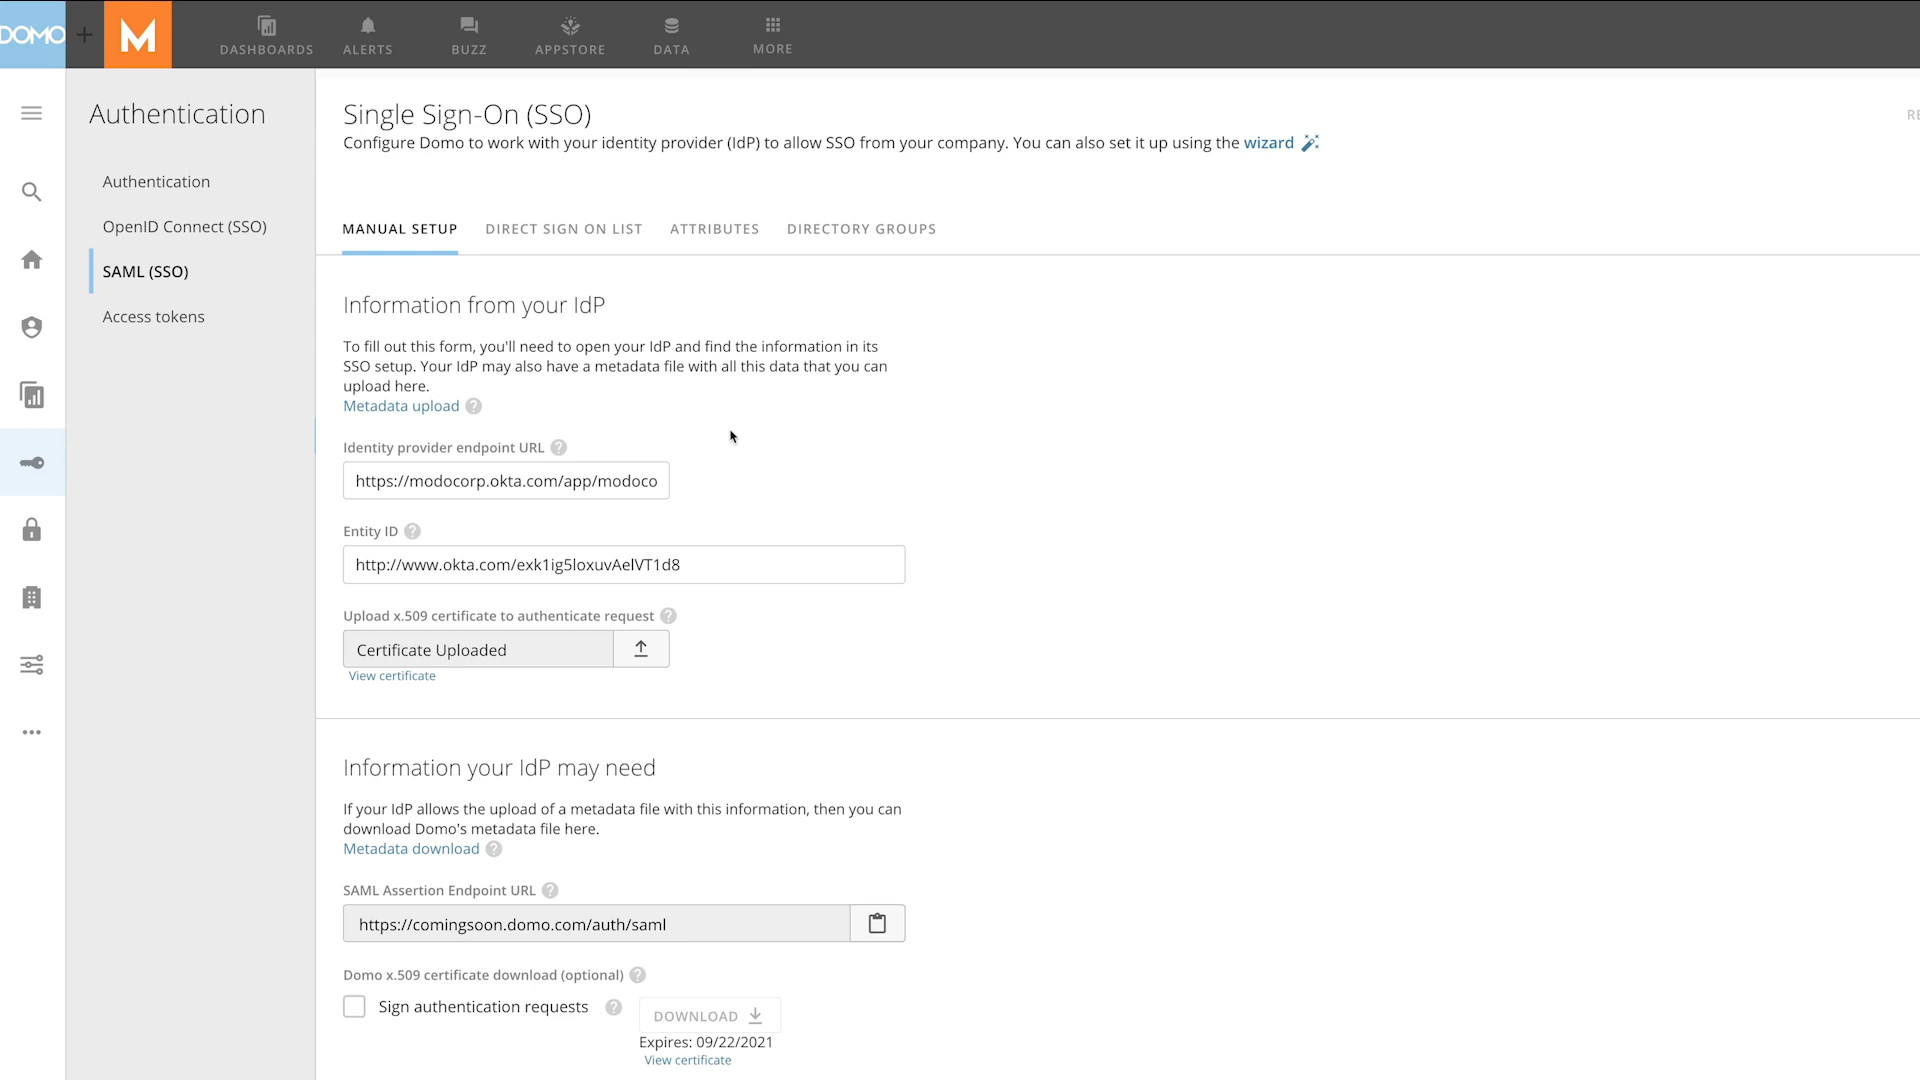 DOMO
M
DASHBOARDS
ALERTS
BUZZ
APPSTORE
DATA
MORE
Authentication
Authentication
OpenID Connect (SSO)
SAML (SSO)
Access tokens
Single Sign-On (SSO)
RE
Configure Domo to work with your identity provider (IdP) to allow SSO from your company. You can also set it up using the wizard
MANUAL SETUP
DIRECT SIGN ON LIST
ATTRIBUTES
DIRECTORY GROUPS
Information from your IdP
To fill out this form, you'll need to open your IdP and find the information in its
SSO setup. Your IdP may also have a metadata file with all this data that you can
upload here.
Metadata upload ?
Identity provider endpoint URL ?
https://modocorp.okta.com/app/modoco
Entity ID ?
http://www.okta.com/exk1ig5loxuvAelVT1d8
Upload x.509 certificate to authenticate request ?
Certificate Uploaded
View certificate
Information your IdP may need
If your IdP allows the upload of a metadata file with this information, then you can
download Domo's metadata file here.
Metadata download ?
SAML Assertion Endpoint URL ?
https://comingsoon.domo.com/auth/saml
Domo x.509 certificate download (optional) ?
Sign authentication requests ?
DOWNLOAD
Expires: 09/22/2021
View certificate